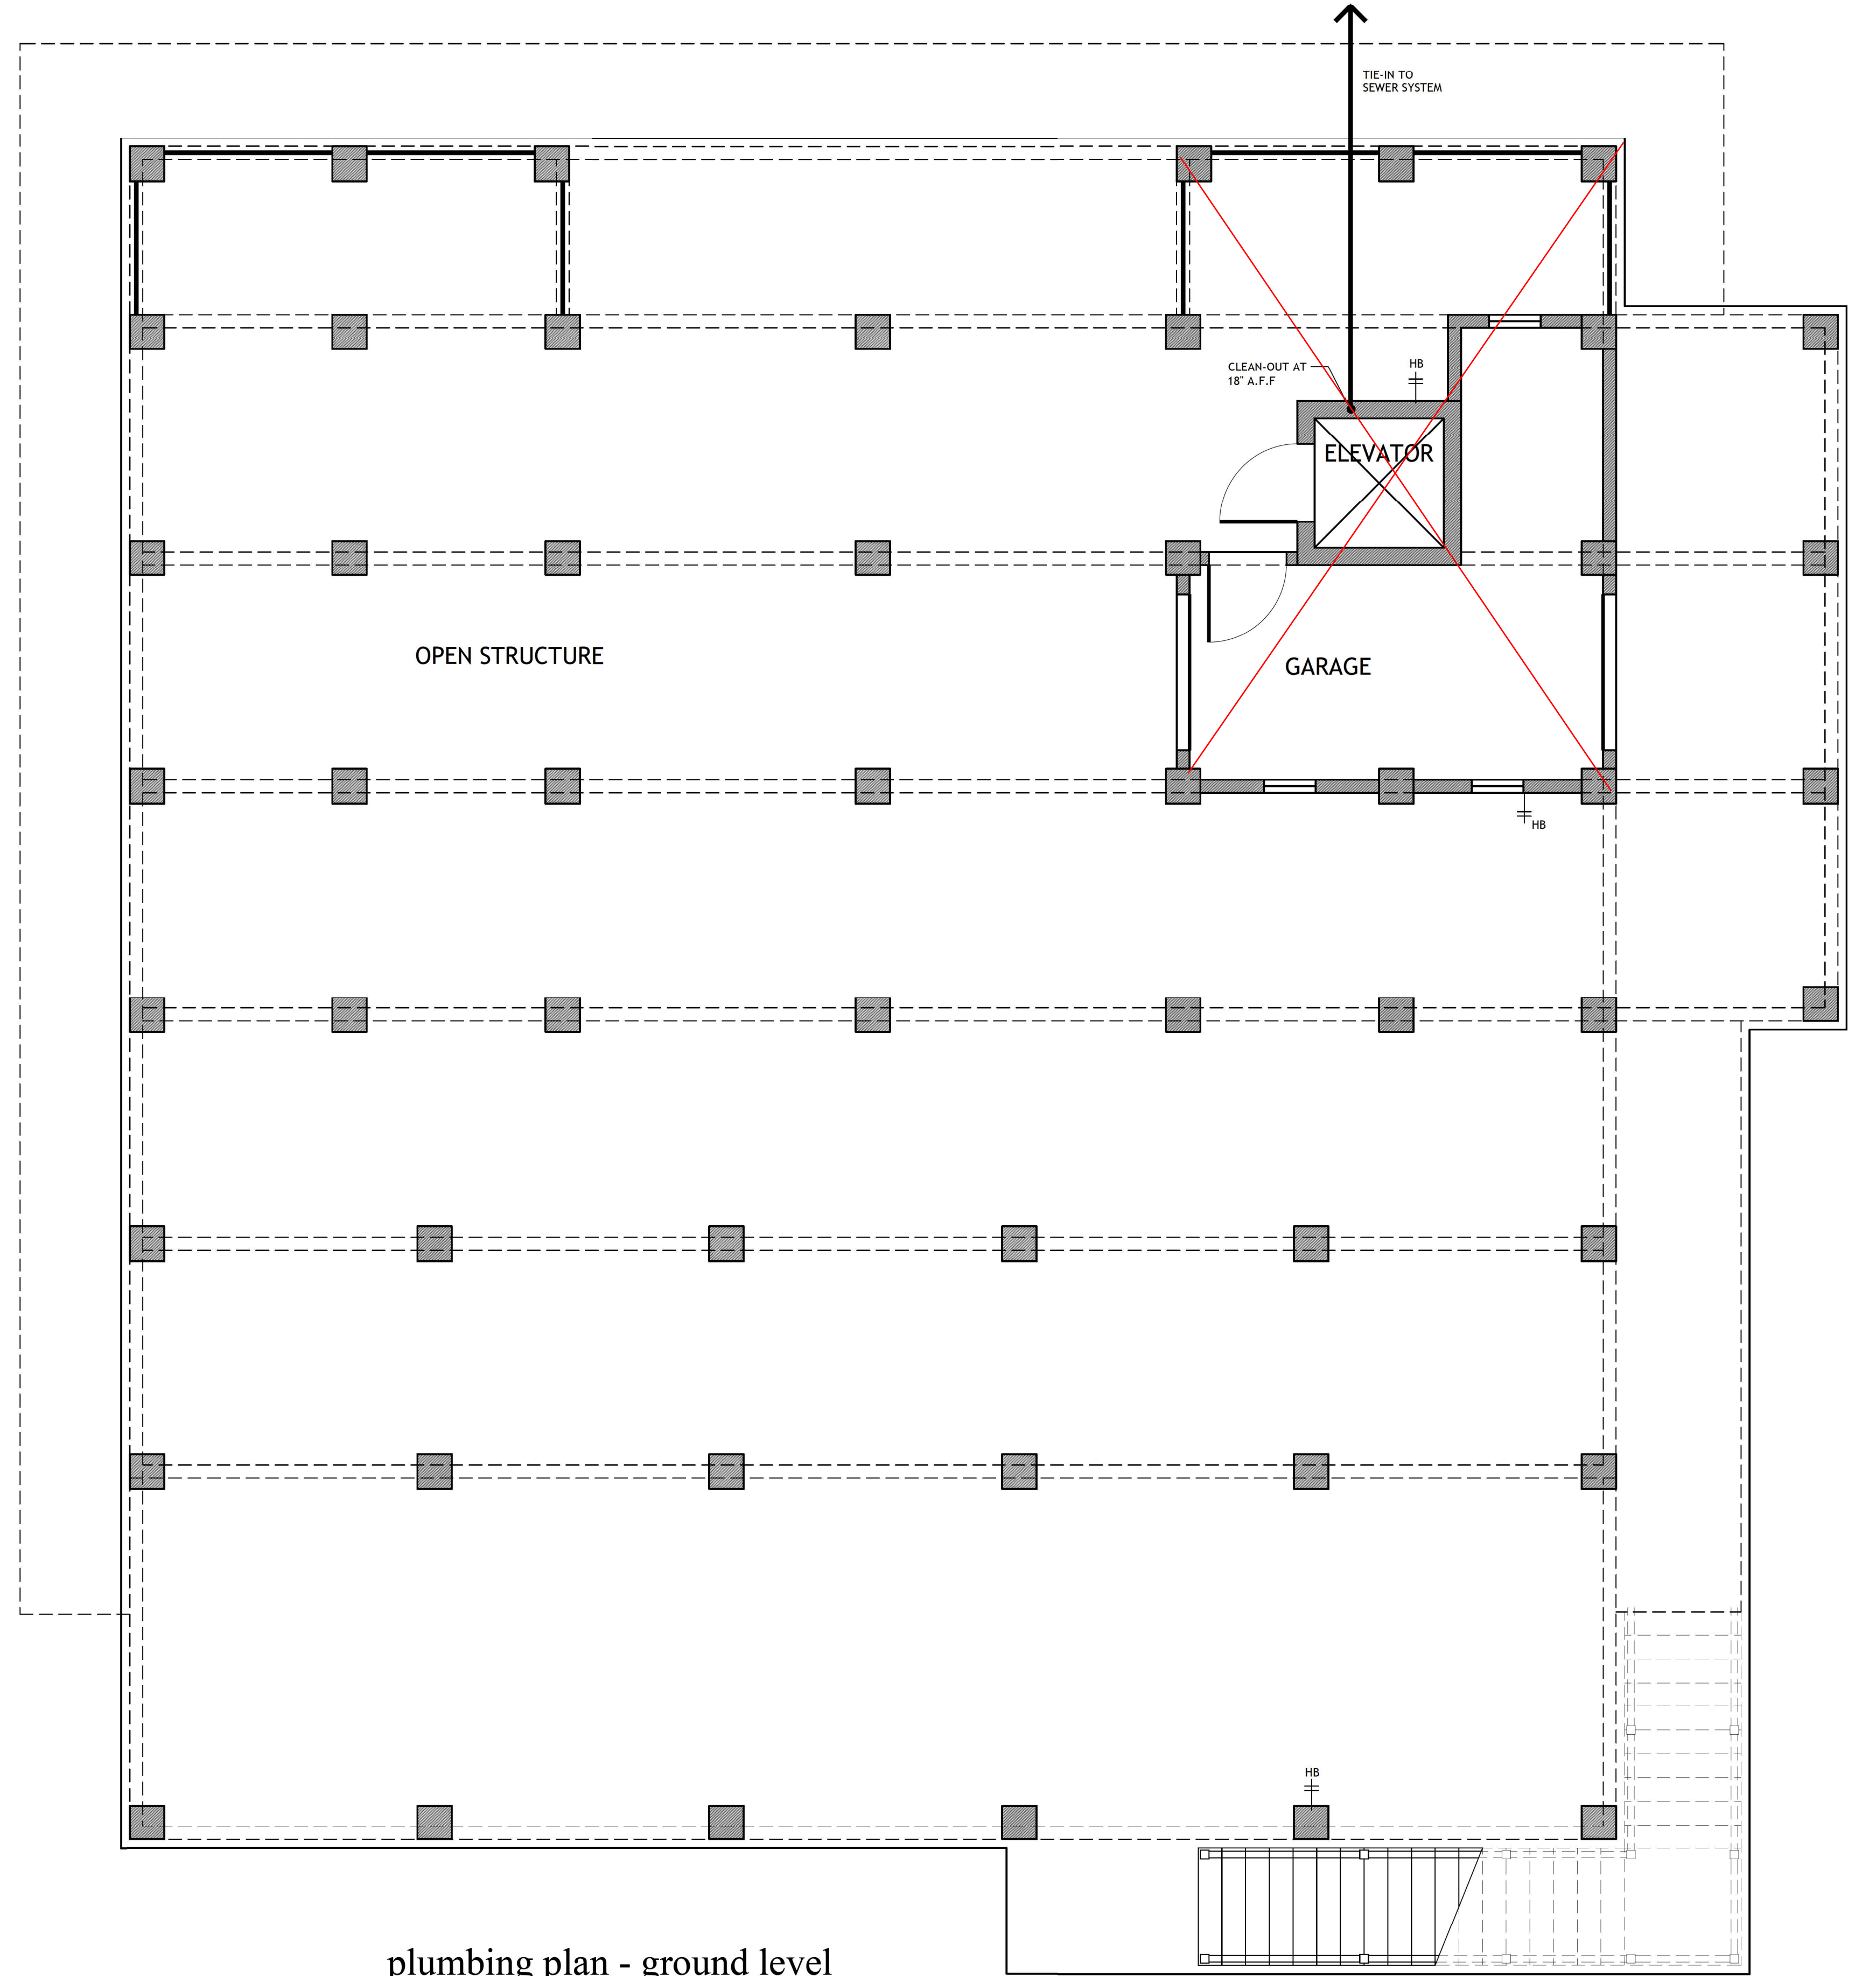 TIE-IN TO
SEWER SYSTEM
CLEAN-OUT AT
18" A.F.F
HB
ELEVATOR
OPEN STRUCTURE
GARAGE
HB
HB
plumbing plan - ground level